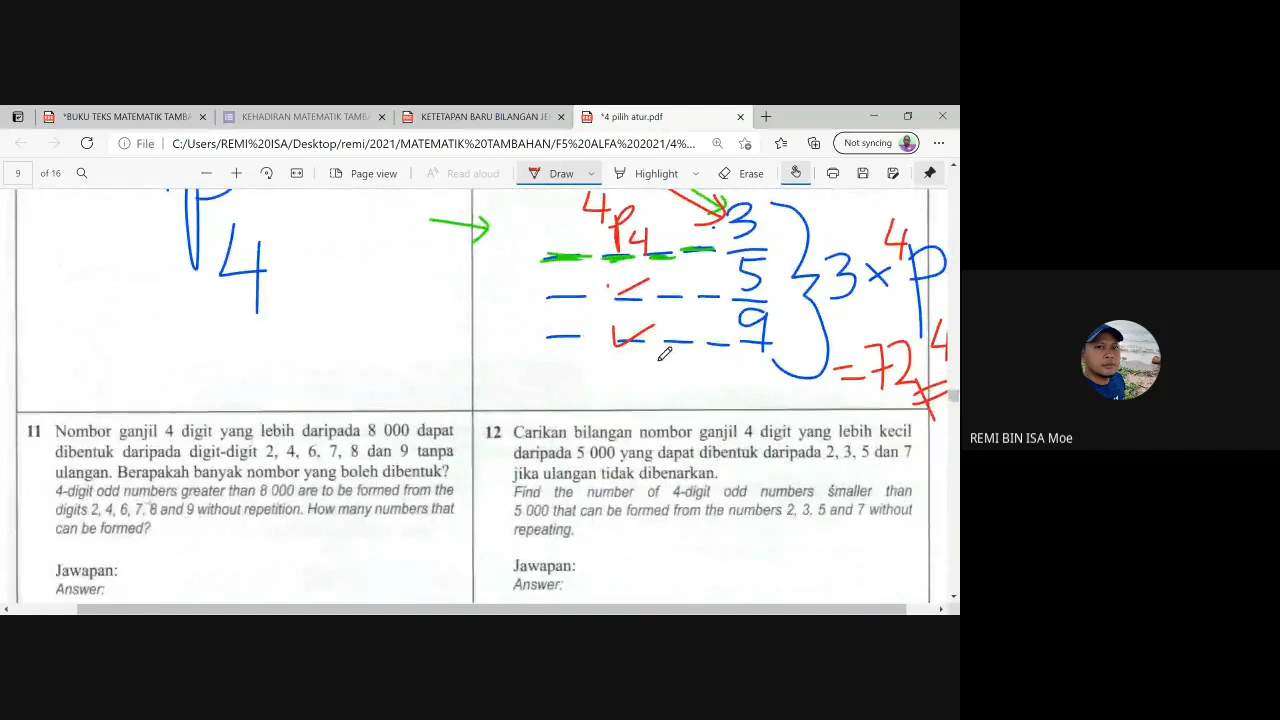 *BUKU TEKS MATEMATIK TAMBA
KEHADIRAN MATEMATIK TAMBA
KETETAPAN BARU BILANGAN JE
*4 pilih atur.pdf
File
C:/Users/REMI%20ISA/Desktop/remi/2021/MATEMATIK%20TAMBAHAN/F5%20ALFA%202021/4%...
Not syncing
9 of 16
Page view
Read aloud
Draw
Highlight
Erase
P
4
4P4
3
5
9
3 × 4P
4
= 72
11 Nombor ganjil 4 digit yang lebih daripada 8 000 dapat
dibentuk daripada digit-digit 2, 4, 6, 7, 8 dan 9 tanpa
ulangan. Berapakah banyak nombor yang boleh dibentuk?
4-digit odd numbers greater than 8 000 are to be formed from the
digits 2, 4, 6, 7, 8 and 9 without repetition. How many numbers that
can be formed?
Jawapan:
Answer:
12 Carikan bilangan nombor ganjil 4 digit yang lebih kecil
daripada 5 000 yang dapat dibentuk daripada 2, 3, 5 dan 7
jika ulangan tidak dibenarkan.
Find the number of 4-digit odd numbers smaller than
5 000 that can be formed from the numbers 2, 3, 5 and 7 without
repeating.
Jawapan:
Answer:
REMI BIN ISA Moe